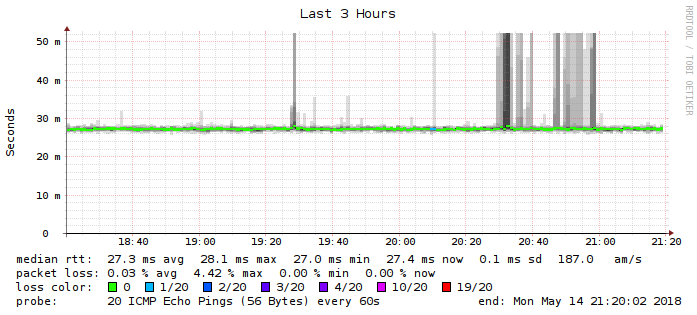 Last 3 Hours
RRDTOOL / TOBI OETIKER
Seconds
50 m
40 m
30 m
20 m
10 m
0
18:40 19:00 19:20 19:40 20:00 20:20 20:40 21:00 21:20
median rtt: 27.3 ms avg 28.1 ms max 27.0 ms min 27.4 ms now 0.1 ms sd 187.0 am/s
packet loss: 0.03 % avg 4.42 % max 0.00 % min 0.00 % now
loss color: 0 1/20 2/20 3/20 4/20 10/20 19/20
probe: 20 ICMP Echo Pings (56 Bytes) every 60s end: Mon May 14 21:20:02 2018